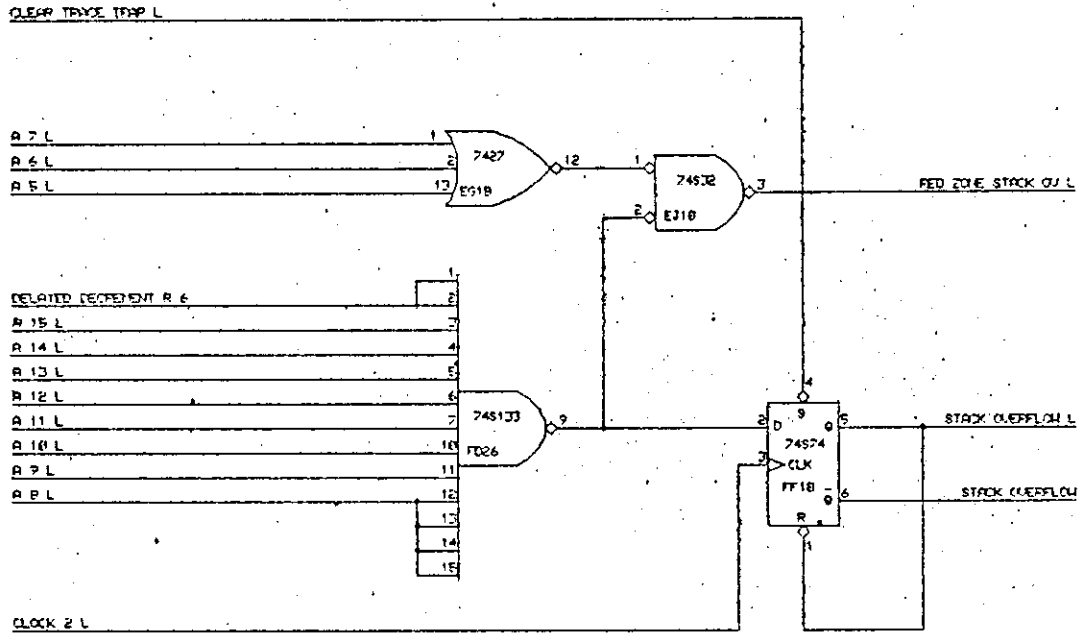 CLEAR TRACE TRAP L
A 7 L
A 6 L
A 5 L
1
2
13
7427
EG18
12
1
2
74S32
EJ18
3
RED ZONE STACK OV L
DELATED DECREMENT R 6
A 15 L
A 14 L
A 13 L
A 12 L
A 11 L
A 10 L
A 9 L
A 8 L
1
2
3
4
5
6
7
10
11
12
13
14
15
74S133
FD26
9
4
S
2
D
Q
5
STACK OVERFLOW L
74S74
3
CLK
FF18
Q
6
STACK OVERFLOW
R
1
CLOCK 2 L